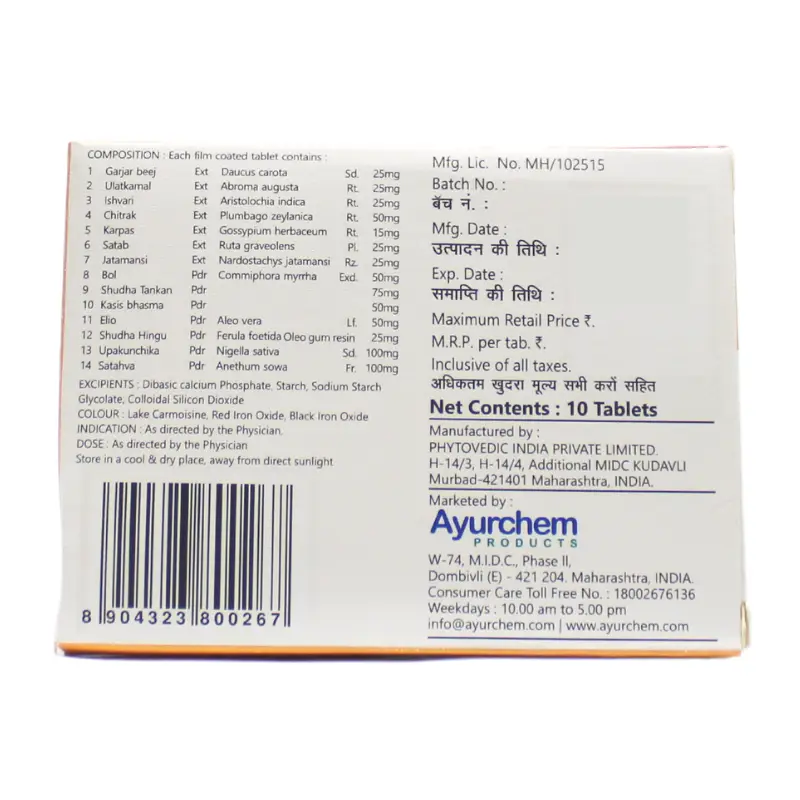 COMPOSITION : Each film coated tablet contains :
1 Garjar beej Ext Daucus carota Sd. 25mg
2 Ulatkamal Ext Abroma augusta Rt. 25mg
3 Ishvari Ext Aristolochia indica Rt. 25mg
4 Chitrak Ext Plumbago zeylanica Rt. 50mg
5 Karpas Ext Gossypium herbaceum Rt. 15mg
6 Satab Ext Ruta graveolens Pl. 25mg
7 Jatamansi Ext Nardostachys jatamansi Rz. 25mg
8 Bol Pdr Commiphora myrrha Exd. 50mg
9 Shudha Tankan Pdr 75mg
10 Kasis bhasma Pdr 50mg
11 Elio Pdr Aleo vera Lf. 50mg
12 Shudha Hingu Pdr Ferula foetida Oleo gum resin 25mg
13 Upakunchika Pdr Nigella sativa Sd. 100mg
14 Satahva Pdr Anethum sowa Fr. 100mg
EXCIPIENTS : Dibasic calcium Phosphate, Starch, Sodium Starch
Glycolate, Colloidal Silicon Dioxide
COLOUR : Lake Carmoisine, Red Iron Oxide, Black Iron Oxide
INDICATION : As directed by the Physician.
DOSE : As directed by the Physician
Store in a cool & dry place, away from direct sunlight
8 904323 800267
Mfg. Lic. No. MH/102515
Batch No. :
बॅच नं. :
Mfg. Date :
उत्पादन की तिथि :
Exp. Date :
समाप्ति की तिथि :
Maximum Retail Price ₹.
M.R.P. per tab. ₹.
Inclusive of all taxes.
अधिकतम खुदरा मूल्य सभी करों सहित
Net Contents : 10 Tablets
Manufactured by :
PHYTOVEDIC INDIA PRIVATE LIMITED.
H-14/3, H-14/4, Additional MIDC KUDAVLI
Murbad-421401 Maharashtra, INDIA.
Marketed by :
Ayurchem
PRODUCTS
W-74, M.I.D.C., Phase II,
Dombivli (E) - 421 204. Maharashtra, INDIA.
Consumer Care Toll Free No. : 18002676136
Weekdays : 10.00 am to 5.00 pm
info@ayurchem.com | www.ayurchem.com